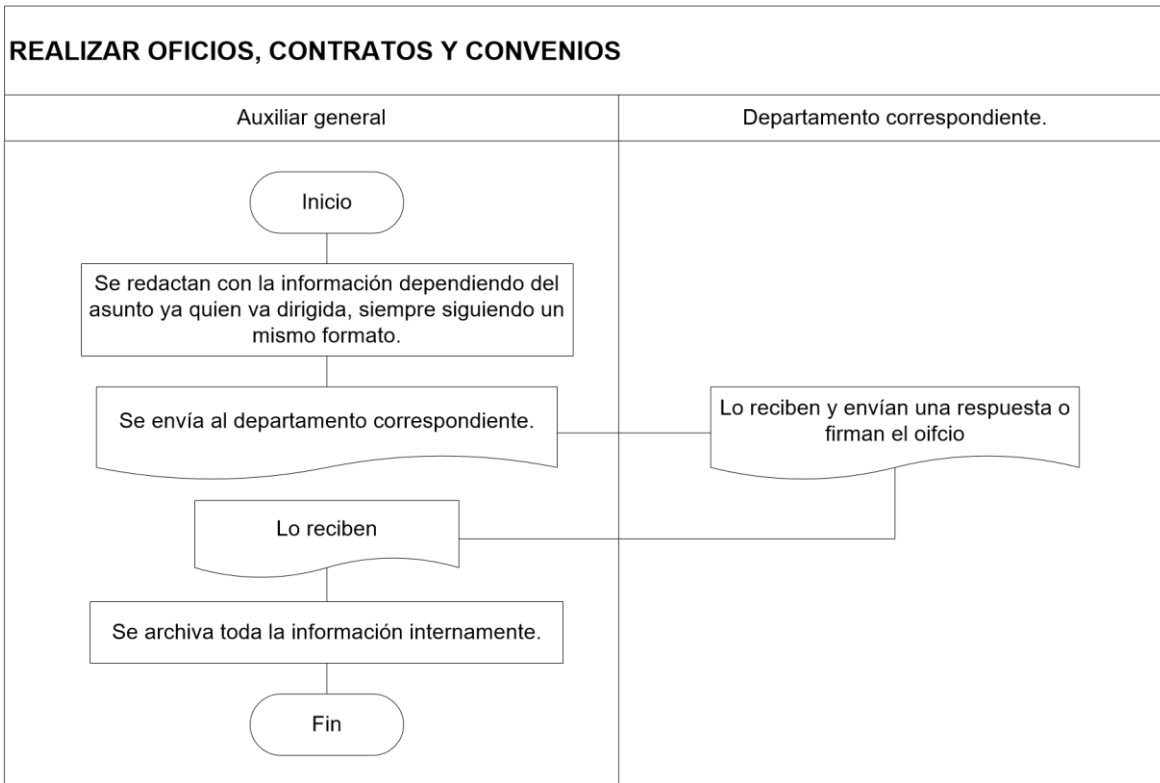 REALIZAR OFICIOS, CONTRATOS Y CONVENIOS
Auxiliar general
Departamento correspondiente.
Inicio
Se redactan con la información dependiendo del
asunto ya quien va dirigida, siempre siguiendo un
mismo formato.
Se envía al departamento correspondiente.
Lo reciben y envían una respuesta o
firman el oifcio
Lo reciben
Se archiva toda la información internamente.
Fin